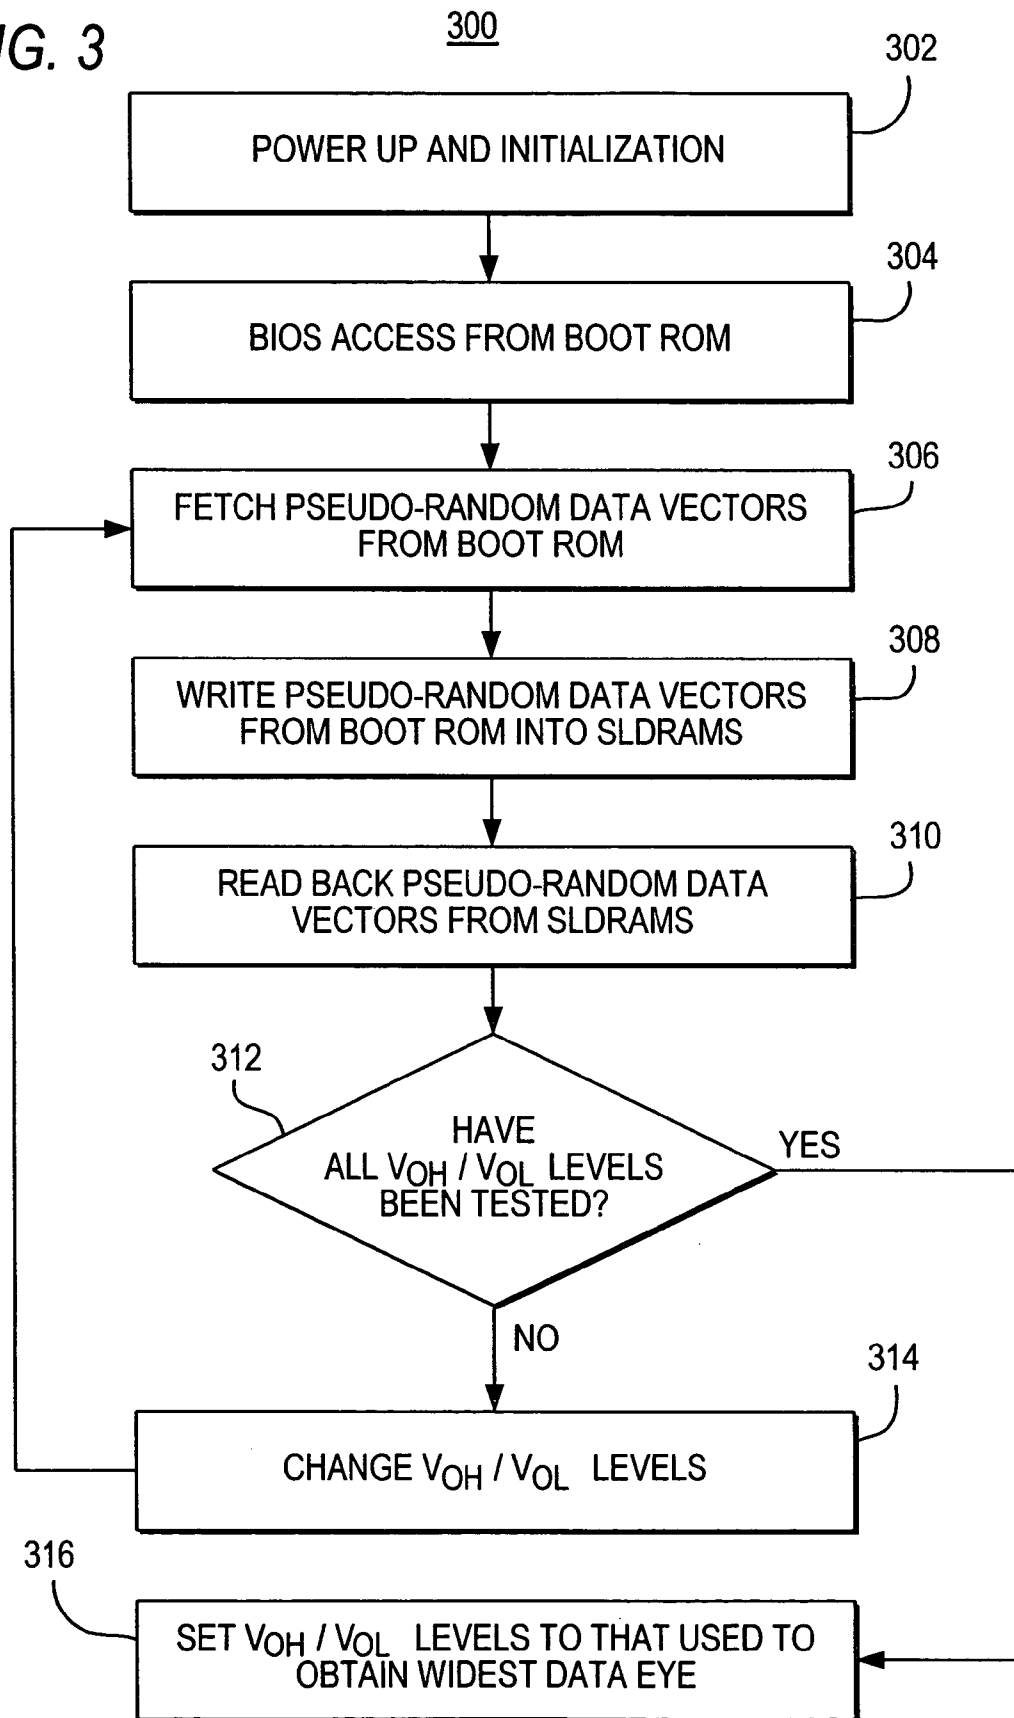 IG. 3
300
302
POWER UP AND INITIALIZATION
304
BIOS ACCESS FROM BOOT ROM
306
FETCH PSEUDO-RANDOM DATA VECTORS
FROM BOOT ROM
308
WRITE PSEUDO-RANDOM DATA VECTORS
FROM BOOT ROM INTO SLDRAMS
310
READ BACK PSEUDO-RANDOM DATA
VECTORS FROM SLDRAMS
312
HAVE
ALL VOH / VOL LEVELS
BEEN TESTED?
YES
NO
314
CHANGE VOH / VOL LEVELS
316
SET VOH / VOL LEVELS TO THAT USED TO
OBTAIN WIDEST DATA EYE